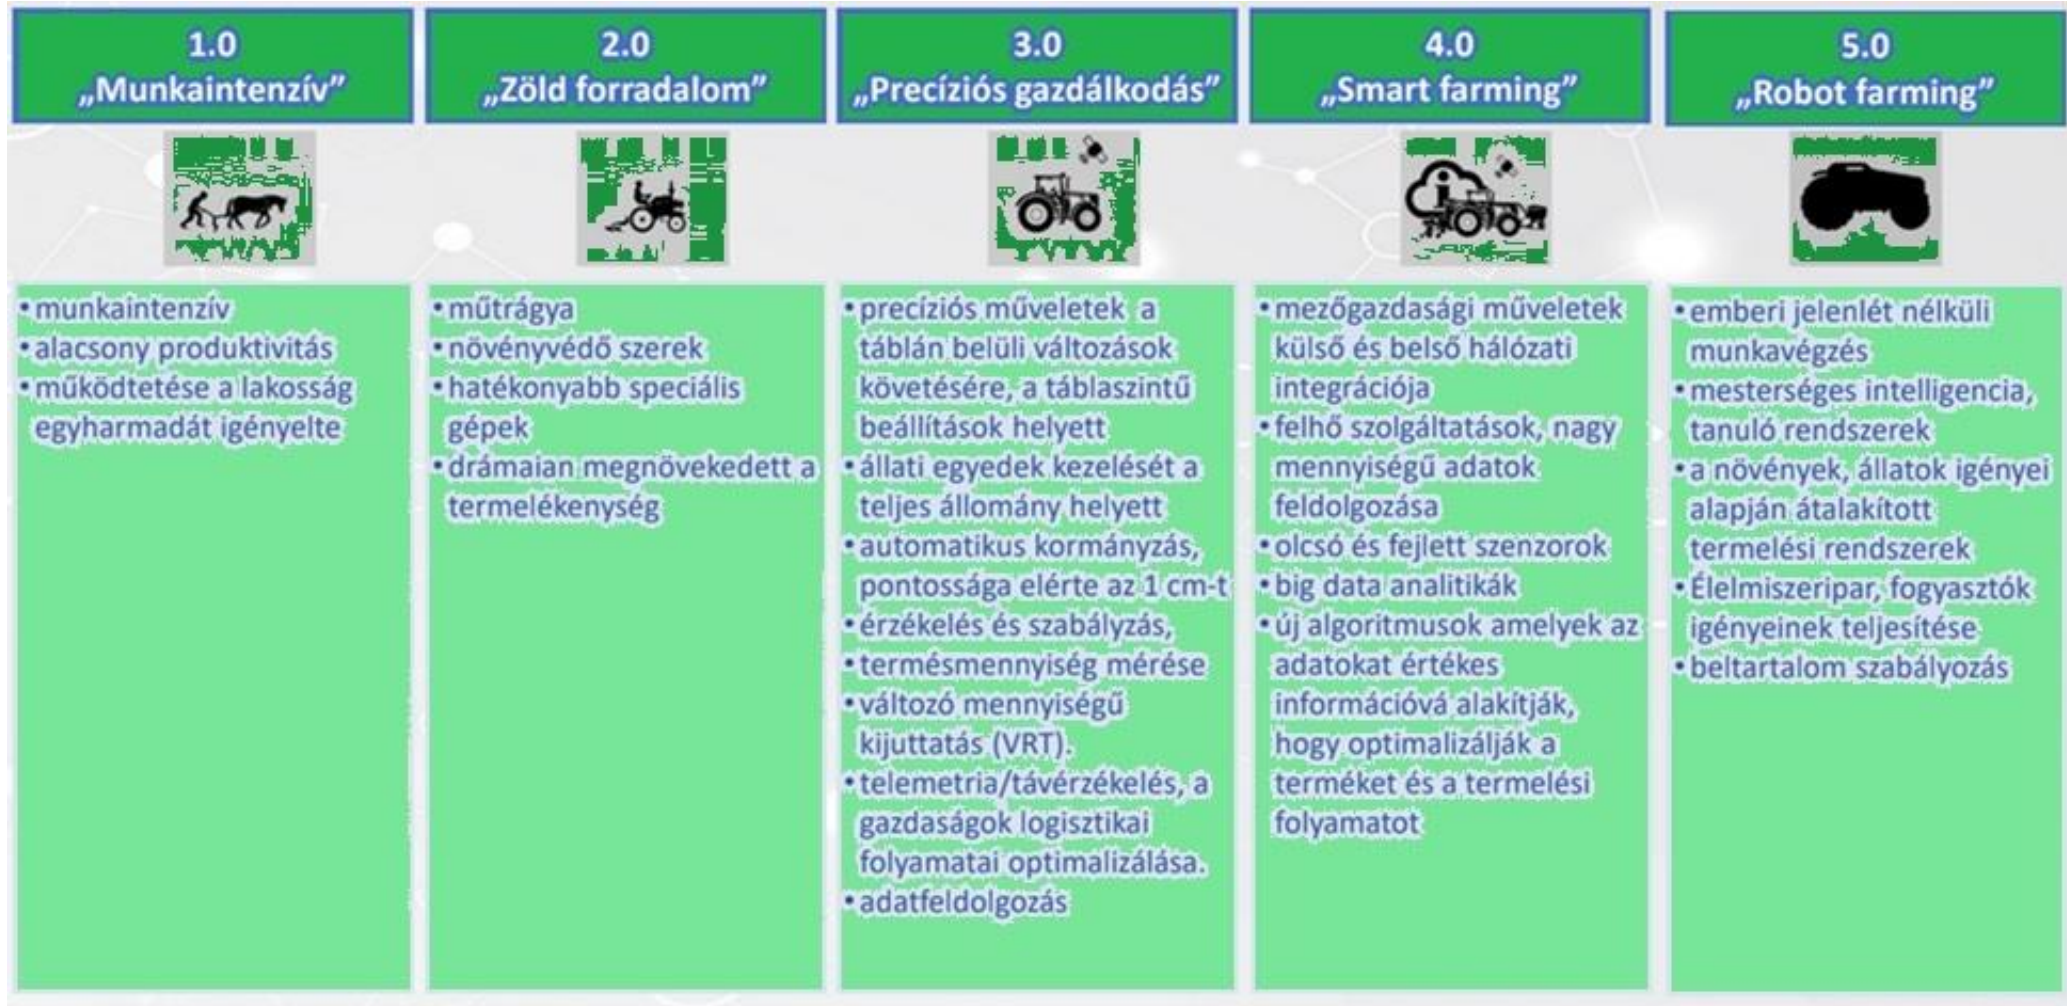 1.0
„Munkaintenzív”
• munkaintenzív
• alacsony produktivitás
• működtetése a lakosság
egyharmadát igényelte
2.0
„Zöld forradalom”
• műtrágya
• növényvédő szerek
• hatékonyabb speciális
gépek
• drámaian megnövekedett a
termelékenység
3.0
„Precíziós gazdálkodás”
• precíziós műveletek a
táblán belüli változások
követésére, a táblaszintű
beállítások helyett
• állati egyedek kezelését a
teljes állomány helyett
• automatikus kormányzás,
pontossága elérte az 1 cm-t
• érzékelés és szabályzás,
• termésmennyiség mérése
• változó mennyiségű
kijuttatás (VRT).
• telemetria/távérzékelés, a
gazdaságok logisztikai
folyamatai optimalizálása.
• adatfeldolgozás
4.0
„Smart farming”
i
• mezőgazdasági műveletek
külső és belső hálózati
integrációja
• felhő szolgáltatások, nagy
mennyiségű adatok
feldolgozása
• olcsó és fejlett szenzorok
• big data analitikák
• új algoritmusok amelyek az
adatokat értékes
információvá alakítják,
hogy optimalizálják a
terméket és a termelési
folyamatot
5.0
„Robot farming”
• emberi jelenlét nélküli
munkavégzés
• mesterséges intelligencia,
tanuló rendszerek
• a növények, állatok igényei
alapján átalakított
termelési rendszerek
• Élelmiszeripar, fogyasztók
igényeinek teljesítése
• beltartalom szabályozás